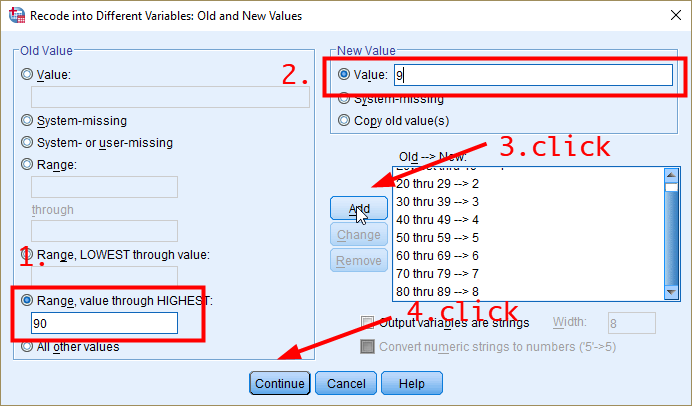 Recode into Different Variables: Old and New Values
Old Value
Value:
System-missing
System- or user-missing
Range:
through
Range, LOWEST through value:
1.
Range, value through HIGHEST:
90
All other values
New Value
2.
Value: 9
System-missing
Copy old value(s)
3.click
Old --> New:
20 thru 29 --> 2
30 thru 39 --> 3
40 thru 49 --> 4
50 thru 59 --> 5
60 thru 69 --> 6
70 thru 79 --> 7
80 thru 89 --> 8
Add
Change
Remove
4.click
Output variables are strings Width: 8
Convert numeric strings to numbers ('5'->5)
Continue Cancel Help